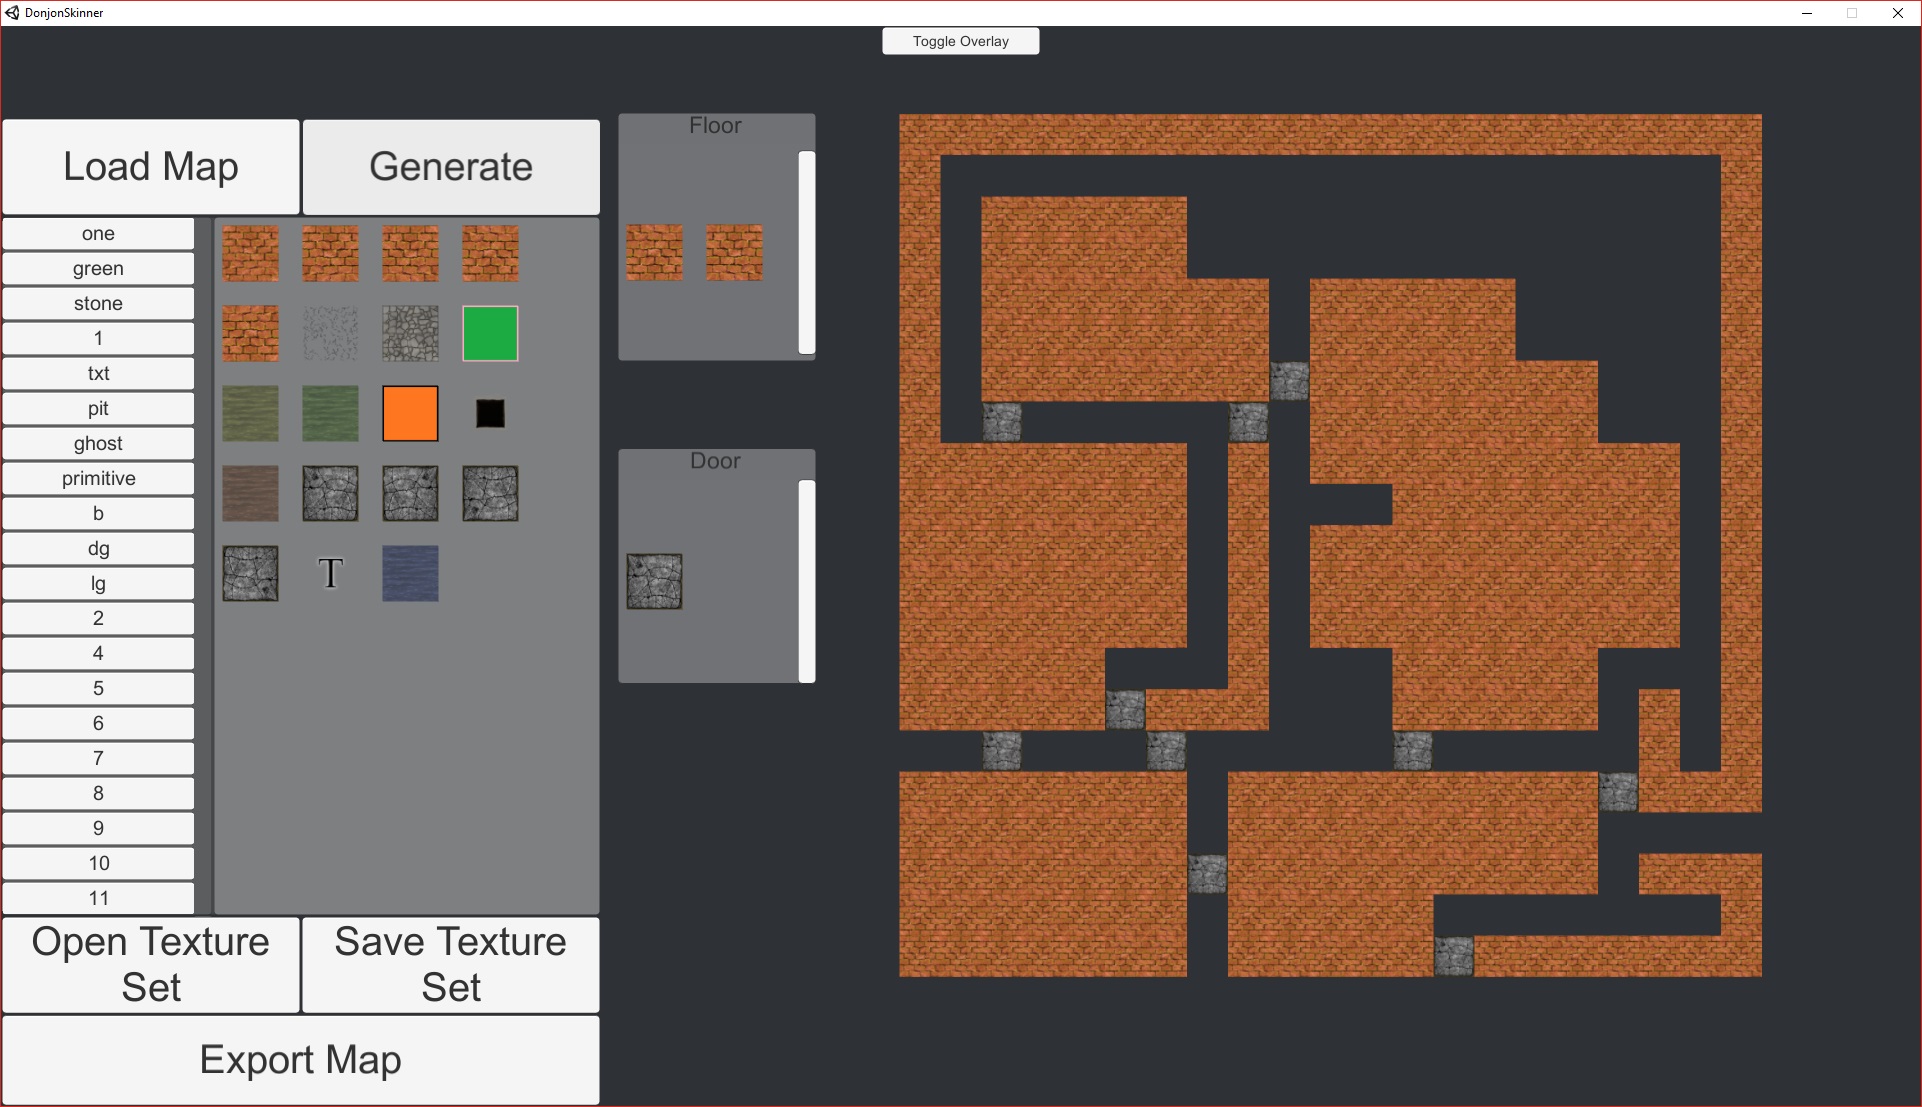 DonjonSkinner
Toggle Overlay
Load Map
Generate
Floor
one
green
stone
1
txt
pit
ghost
primitive
b
dg
lg
2
4
5
6
7
8
9
10
11
T
Door
Open Texture
Set
Save Texture
Set
Export Map